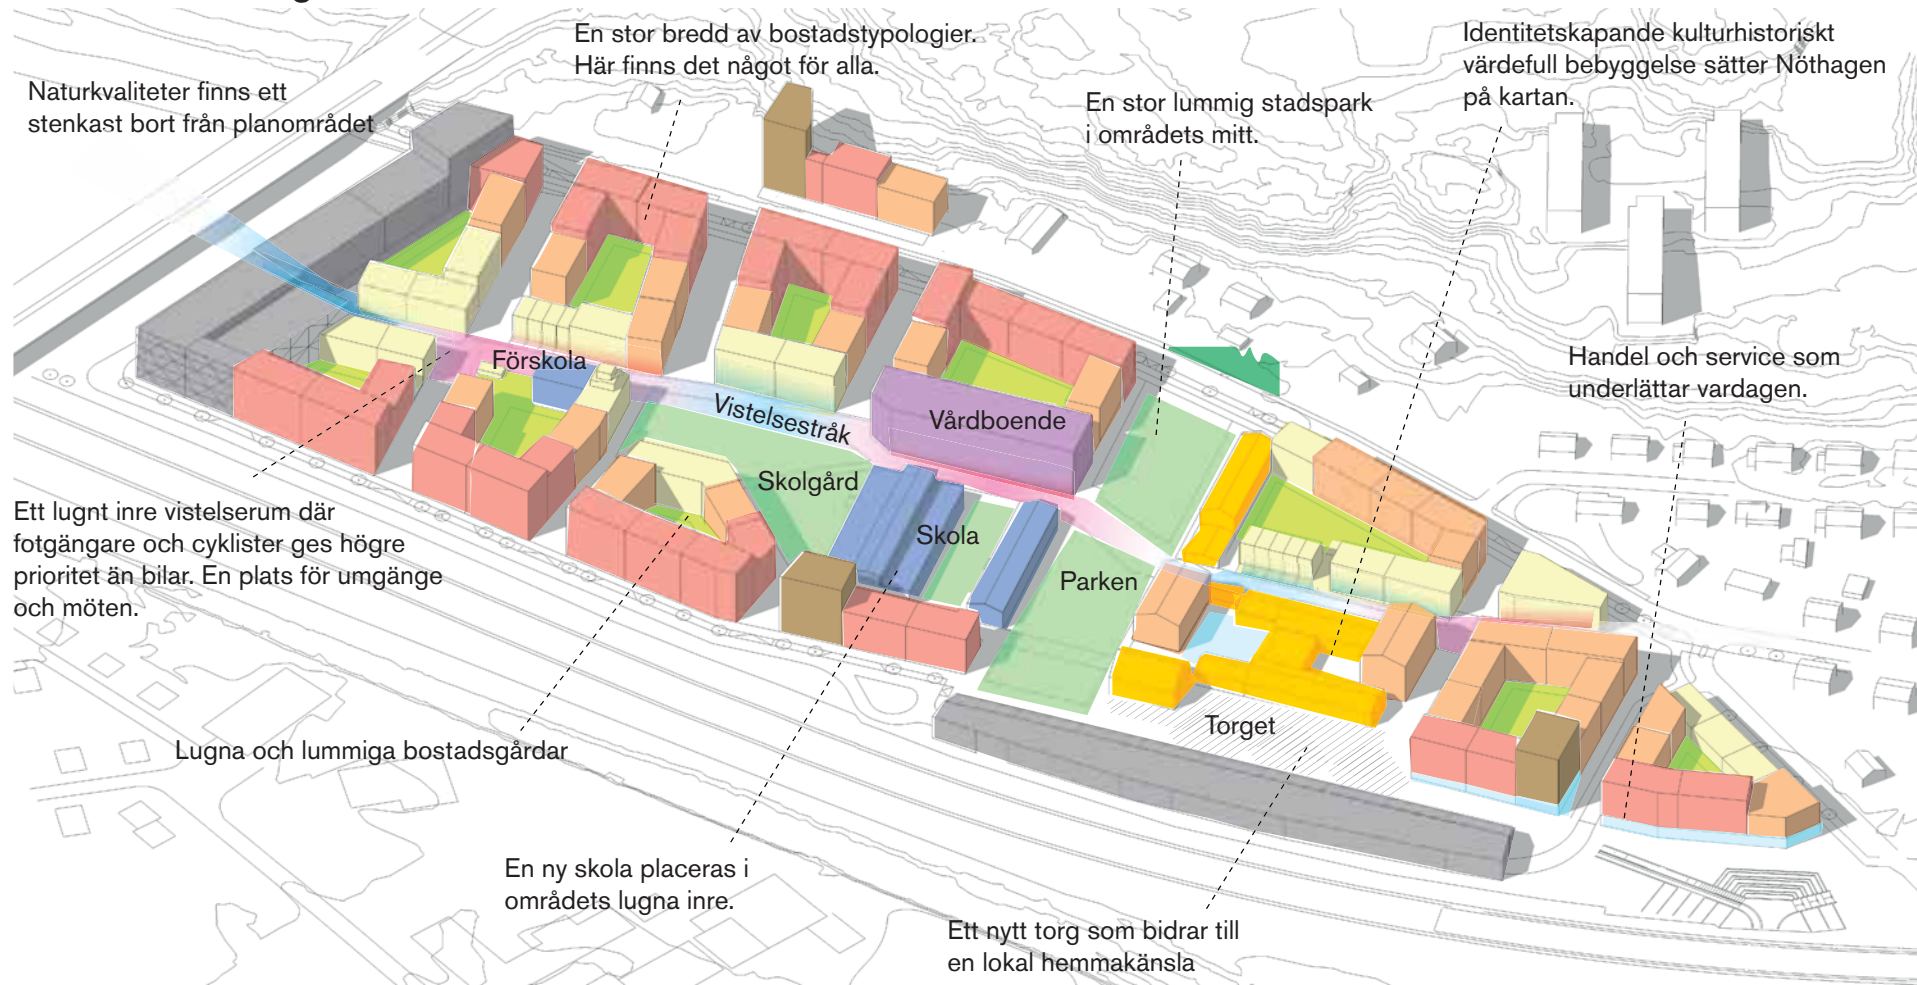 En stor bredd av bostadstypologier.
Här finns det något för alla.
Identitetskapande kulturhistoriskt
värdefull bebyggelse sätter Nöthagen
på kartan.
Naturkvaliteter finns ett
stenkast bort från planområdet
En stor lummig stadspark
i områdets mitt.
Handel och service som
underlättar vardagen.
Förskola
Vistelsestråk
Vårdboende
Skolgård
Skola
Parken
Torget
Ett lugnt inre vistelserum där
fotgängare och cyklister ges högre
prioritet än bilar. En plats för umgänge
och möten.
Lugna och lummiga bostadsgårdar
En ny skola placeras i
områdets lugna inre.
Ett nytt torg som bidrar till
en lokal hemmakänsla